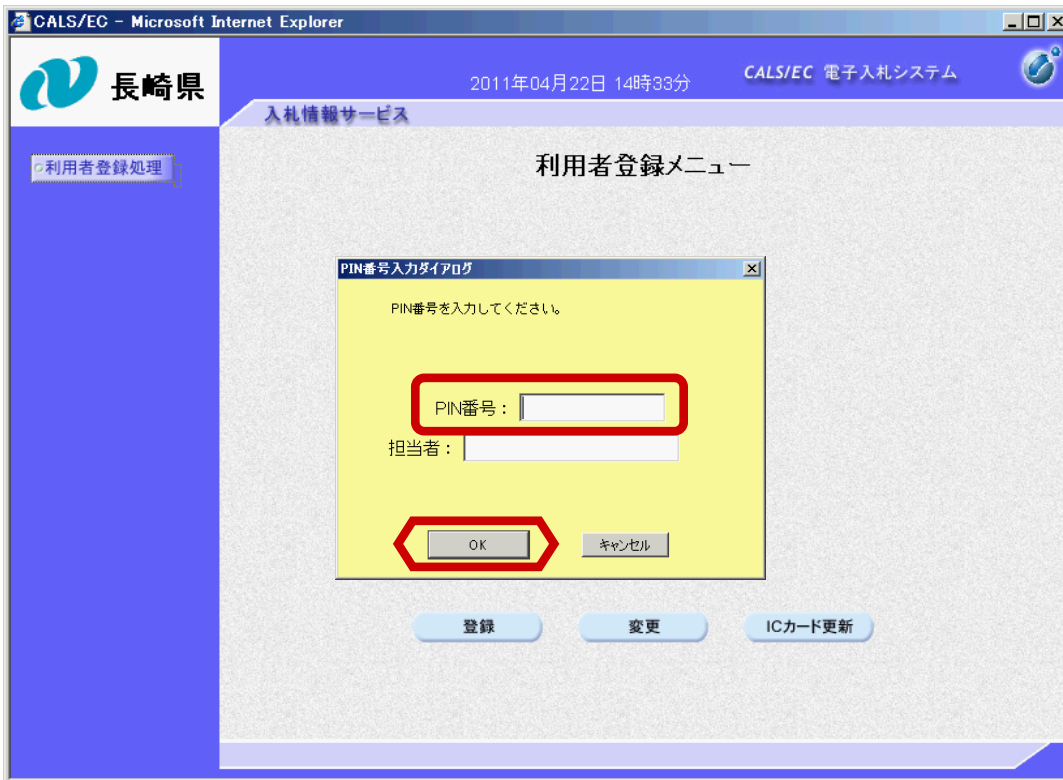 CALS/EC - Microsoft Internet Explorer
長崎県
2011年04月22日 14時33分
CALS/EC 電子入札システム
入札情報サービス
利用者登録処理
利用者登録メニュー
PIN番号入力ダイアログ
PIN番号を入力してください。
PIN番号：
担当者：
OK
キャンセル
登録
変更
ICカード更新